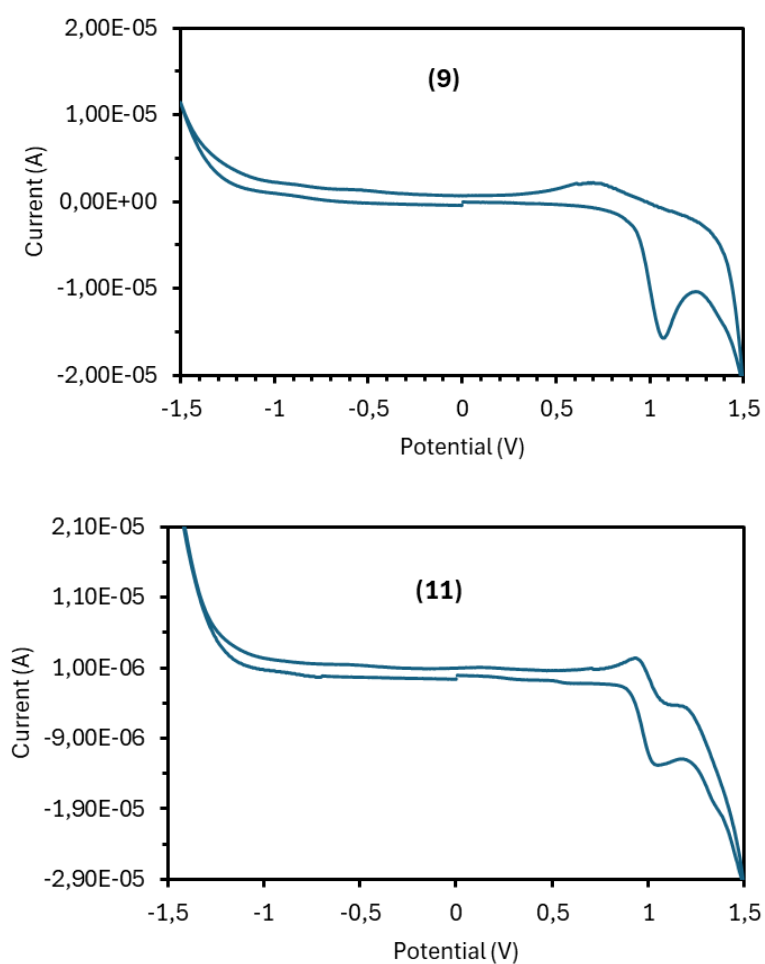 2,00E-05
(9)
1,00E-05
Current (A)
0,00E+00
-1,00E-05
-2,00E-05
-1,5 -1 -0,5 0 0,5 1 1,5
Potential (V)
2,10E-05
(11)
1,10E-05
Current (A)
1,00E-06
-9,00E-06
-1,90E-05
-2,90E-05
-1,5 -1 -0,5 0 0,5 1 1,5
Potential (V)